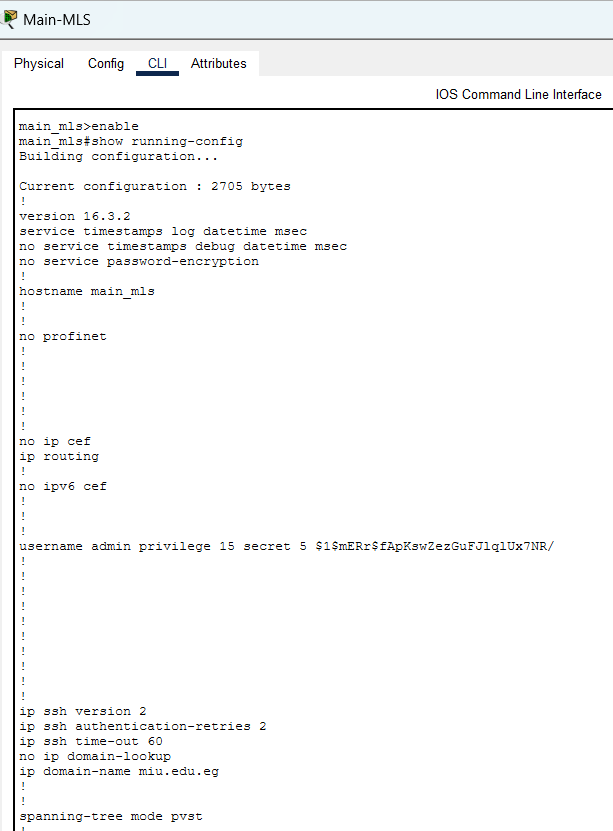 Main-MLS
Physical Config CLI Attributes
IOS Command Line Interface
main_mls>enable
main_mls#show running-config
Building configuration...
Current configuration : 2705 bytes
!
version 16.3.2
service timestamps log datetime msec
no service timestamps debug datetime msec
no service password-encryption
!
hostname main_mls
!
!
no profinet
!
!
!
!
!
!
no ip cef
ip routing
!
no ipv6 cef
!
!
!
username admin privilege 15 secret 5 $1$mERr$fApKswZezGuFJlqlUx7NR/
!
!
!
!
!
!
!
!
!
!
ip ssh version 2
ip ssh authentication-retries 2
ip ssh time-out 60
no ip domain-lookup
ip domain-name miu.edu.eg
!
!
spanning-tree mode pvst
!